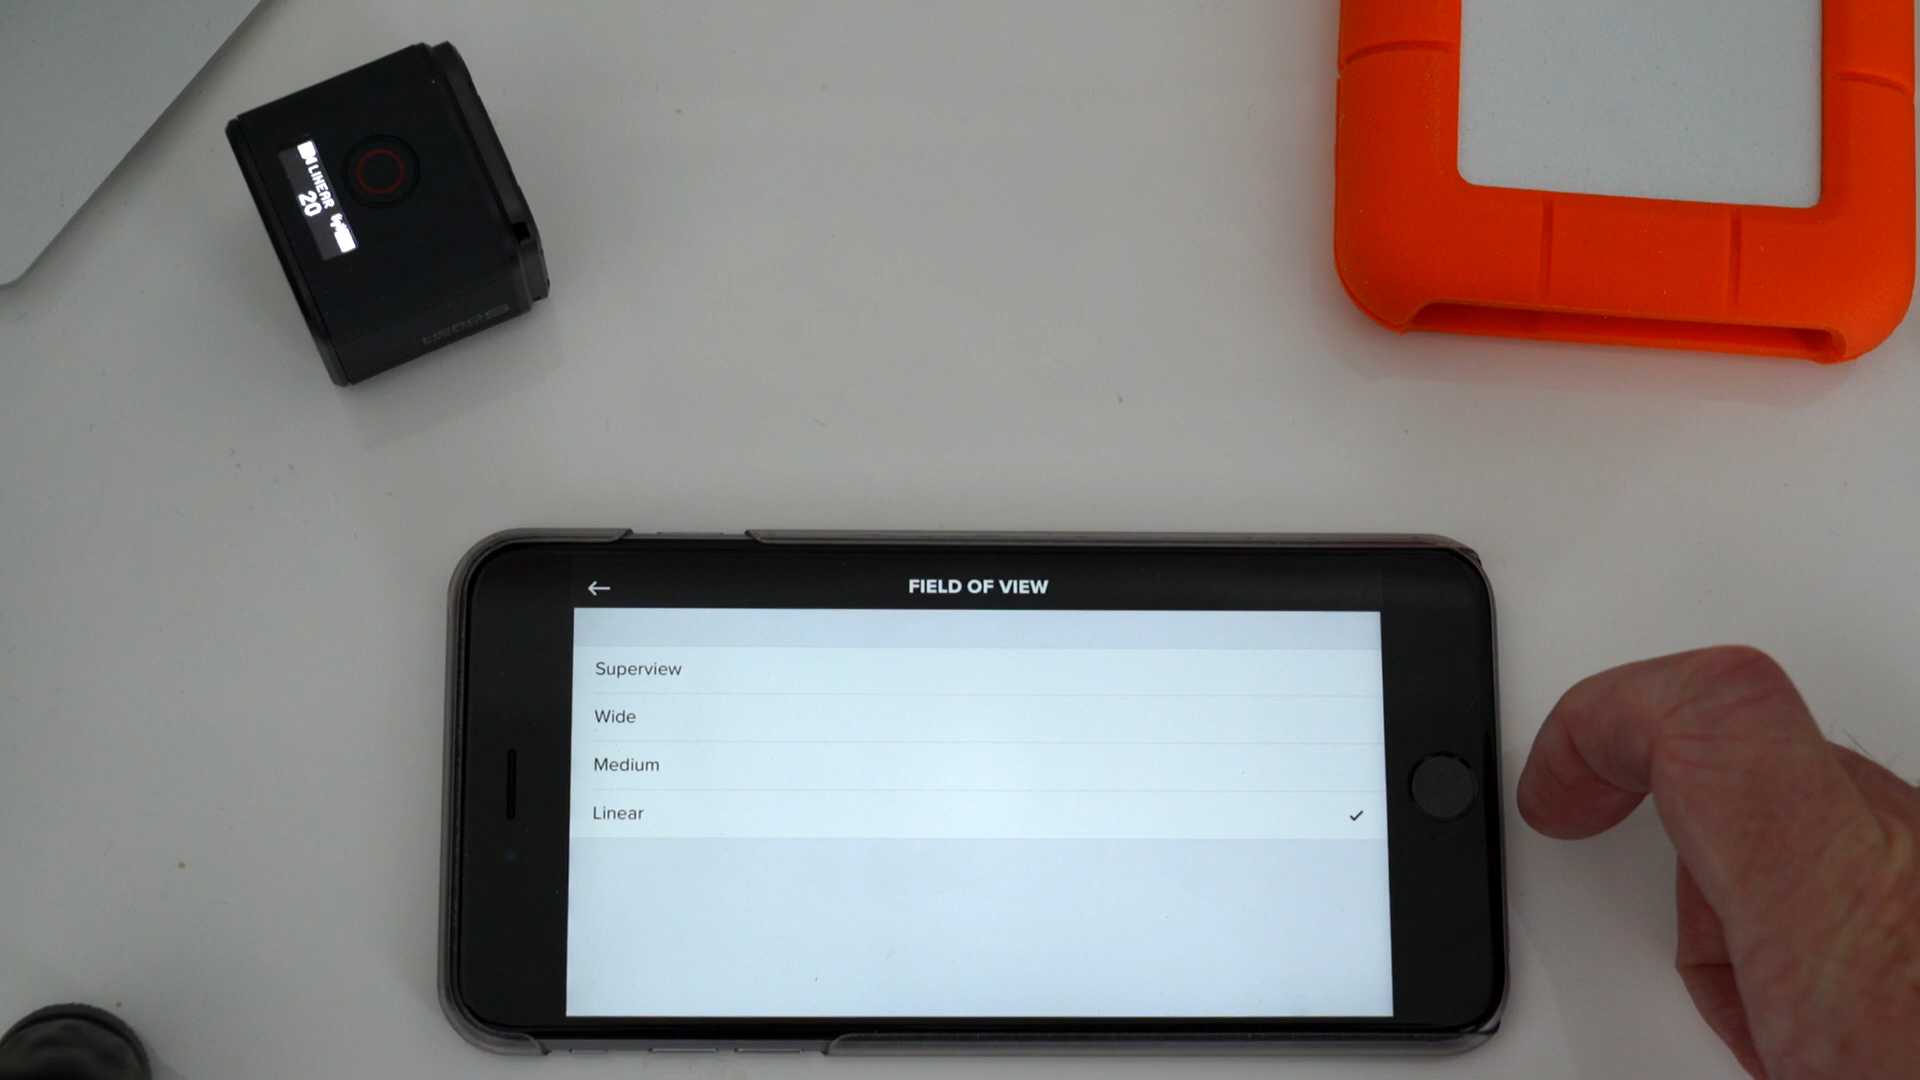 LINEAR
20
FIELD OF VIEW
Superview
Wide
Medium
Linear